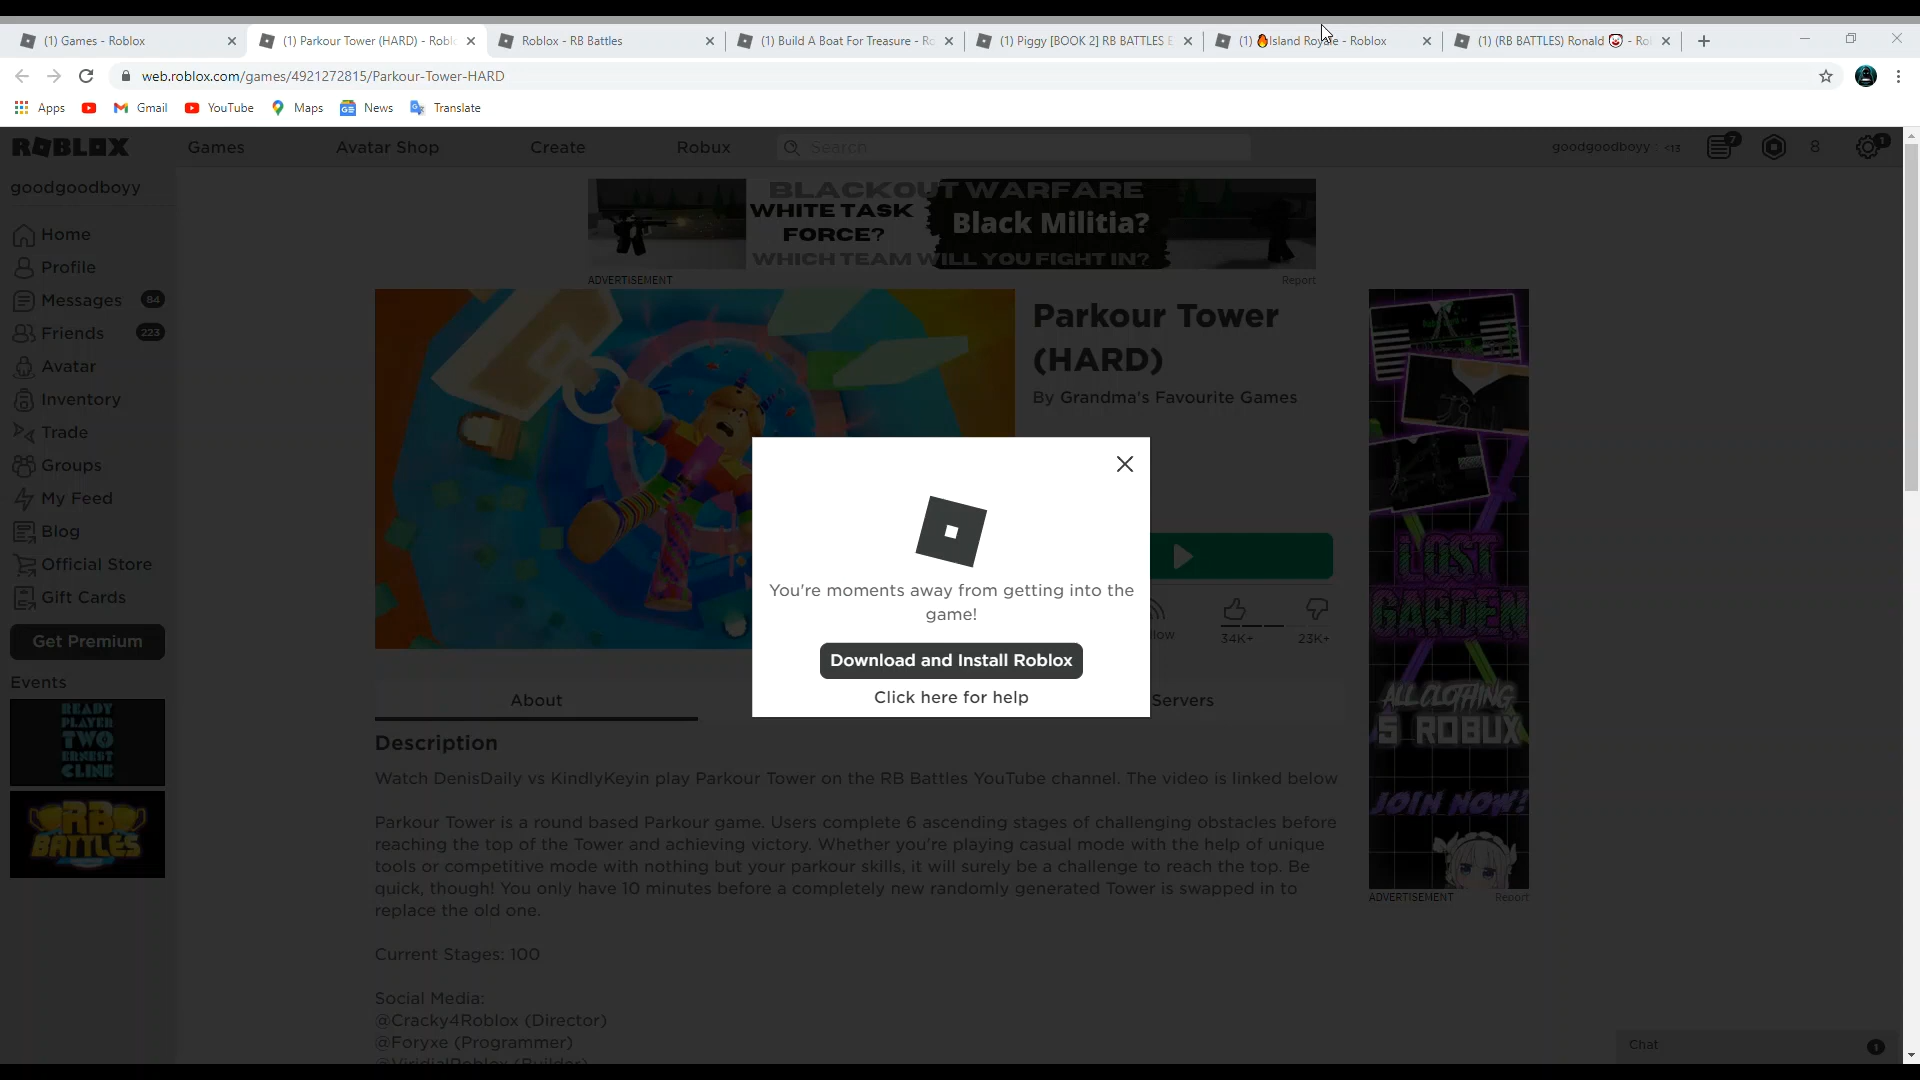 (1) Games - Roblox
(1) Parkour Tower (HARD) - Robl
Roblox - RB Battles
(1) Build A Boat For Treasure - Ro
(1) Piggy [BOOK 2] RB BATTLES E
(1) 🔥Island Royale - Roblox
(1) (RB BATTLES) Ronald 🤡 - Ro
web.roblox.com/games/4921272815/Parkour-Tower-HARD
Apps
Gmail
YouTube
Maps
News
Translate
ROBLOX
Games
Avatar Shop
Create
Robux
Search
goodgoodboyy : <13
7
8
1
goodgoodboyy
Home
Profile
Messages 84
Friends 223
Avatar
Inventory
Trade
Groups
My Feed
Blog
Official Store
Gift Cards
Get Premium
Events
READY
PLAYER
TWO
ERNEST
CLINE
RB
BATTLES
BLACKOUT WARFARE
WHITE TASK
FORCE?
Black Militia?
WHICH TEAM WILL YOU FIGHT IN?
ADVERTISEMENT
Report
Parkour Tower
(HARD)
By Grandma's Favourite Games
You're moments away from getting into the
game!
Download and Install Roblox
Click here for help
34K+
23K+
About
Servers
Description
Watch DenisDaily vs KindlyKeyin play Parkour Tower on the RB Battles YouTube channel. The video is linked below
Parkour Tower is a round based Parkour game. Users complete 6 ascending stages of challenging obstacles before
reaching the top of the Tower and achieving victory. Whether you're playing casual mode with the help of unique
tools or competitive mode with nothing but your parkour skills, it will surely be a challenge to reach the top. Be
quick, though! You only have 10 minutes before a completely new randomly generated Tower is swapped in to
replace the old one.
Current Stages: 100
Social Media:
@Cracky4Roblox (Director)
@Foryxe (Programmer)
@ViridialRoblox (Builder)
LOST
GARDEN
ALL CLOTHING
5 ROBUX
JOIN NOW!
ADVERTISEMENT
Report
Chat
1